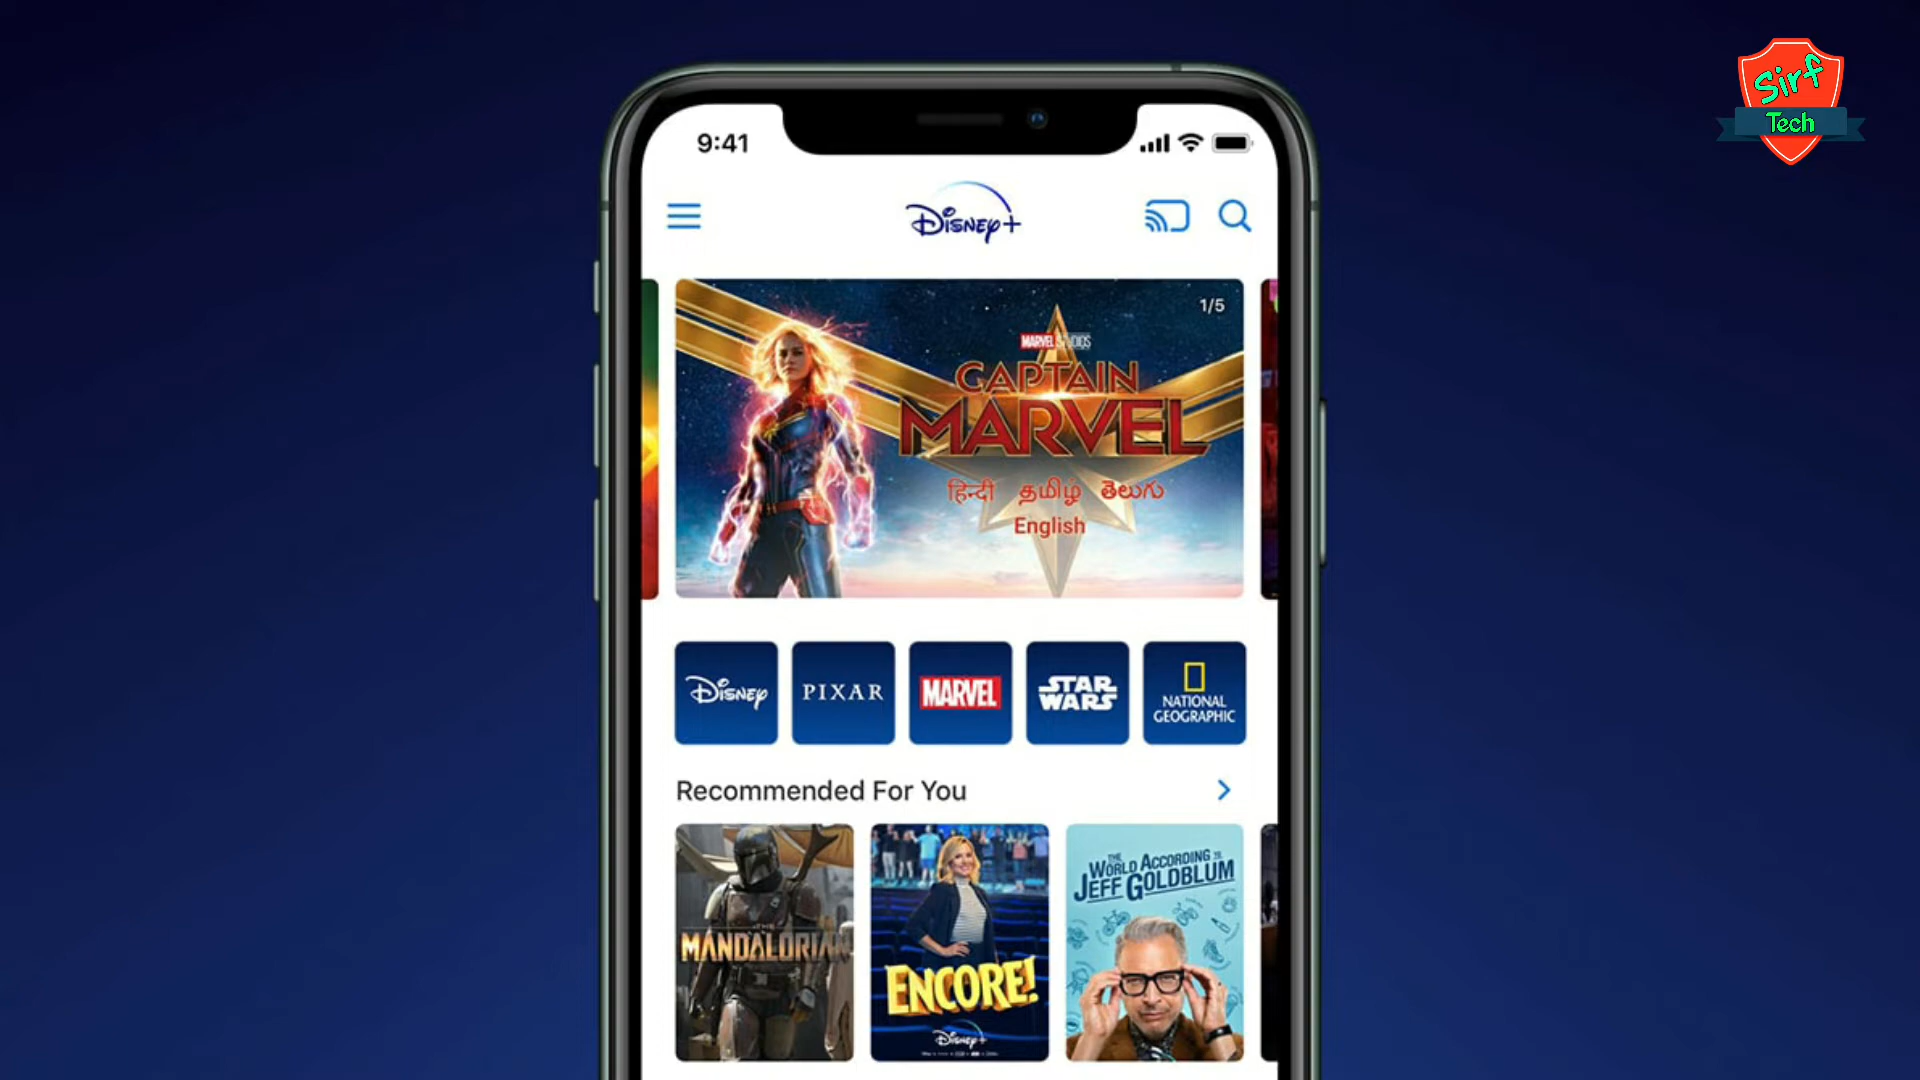 Sirf
Tech
9:41
Disney+
1/5
MARVEL STUDIOS
CAPTAIN
MARVEL
हिन्दी தமிழ் తెలుగు
English
Disney
PIXAR
MARVEL
STAR
WARS
NATIONAL
GEOGRAPHIC
Recommended For You
THE
MANDALORIAN
ENCORE!
Disney+
THE
WORLD ACCORDING TO
JEFF GOLDBLUM